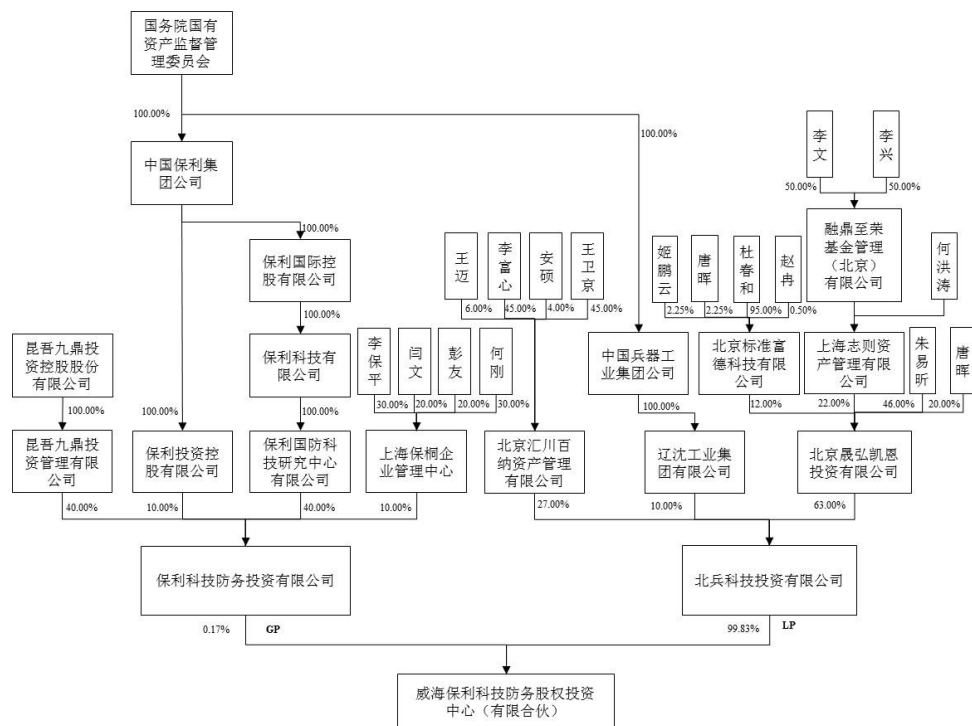 国务院国有
资产监督管
理委员会
100.00%
100.00%
中国保利集
团公司
李文
李兴
50.00%
50.00%
100.00%
100.00%
保利国际控
股有限公司
王迈
李富心
安硕
王卫京
6.00%
45.00%
4.00%
45.00%
姬鹏云
唐晖
杜春和
赵冉
2.25%
2.25%
95.00%
0.50%
融鼎至荣
基金管理
（北京）
有限公司
何洪涛
100.00%
昆吾九鼎投
资控股股份
有限公司
保利科技有
限公司
李保平
闫文
彭友
何刚
30.00%
20.00%
20.00%
30.00%
中国兵器工
业集团公司
北京标准富
德科技有限
公司
上海志则资
产管理有限
公司
朱易昕
唐晖
100.00%
100.00%
100.00%
12.00%
22.00%
46.00%
20.00%
昆吾九鼎投
资管理有限
公司
保利投资控
股有限公司
保利国防科
技研究中心
有限公司
上海保桐企
业管理中心
北京汇川百
纳资产管理
有限公司
辽沈工业集
团有限公司
北京晟弘凯恩
投资有限公司
40.00%
10.00%
40.00%
10.00%
27.00%
10.00%
63.00%
保利科技防务投资有限公司
北兵科技投资有限公司
0.17%
GP
99.83%
LP
威海保利科技防务股权投资
中心（有限合伙）